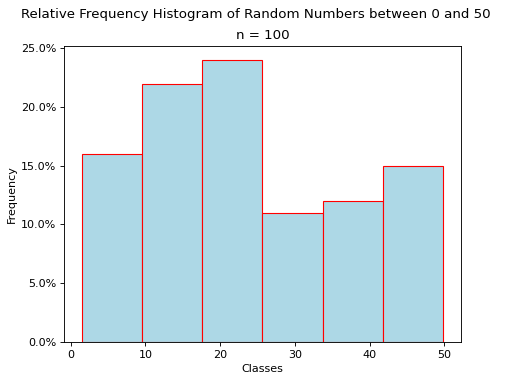 Relative Frequency Histogram of Random Numbers between 0 and 50
n = 100
25.0%
20.0%
15.0%
10.0%
5.0%
0.0%
Frequency
0 10 20 30 40 50
Classes